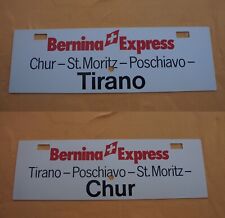 Bernina Express
Chur – St. Moritz – Poschiavo –
Tirano
Bernina Express
Tirano – Poschiavo – St. Moritz –
Chur